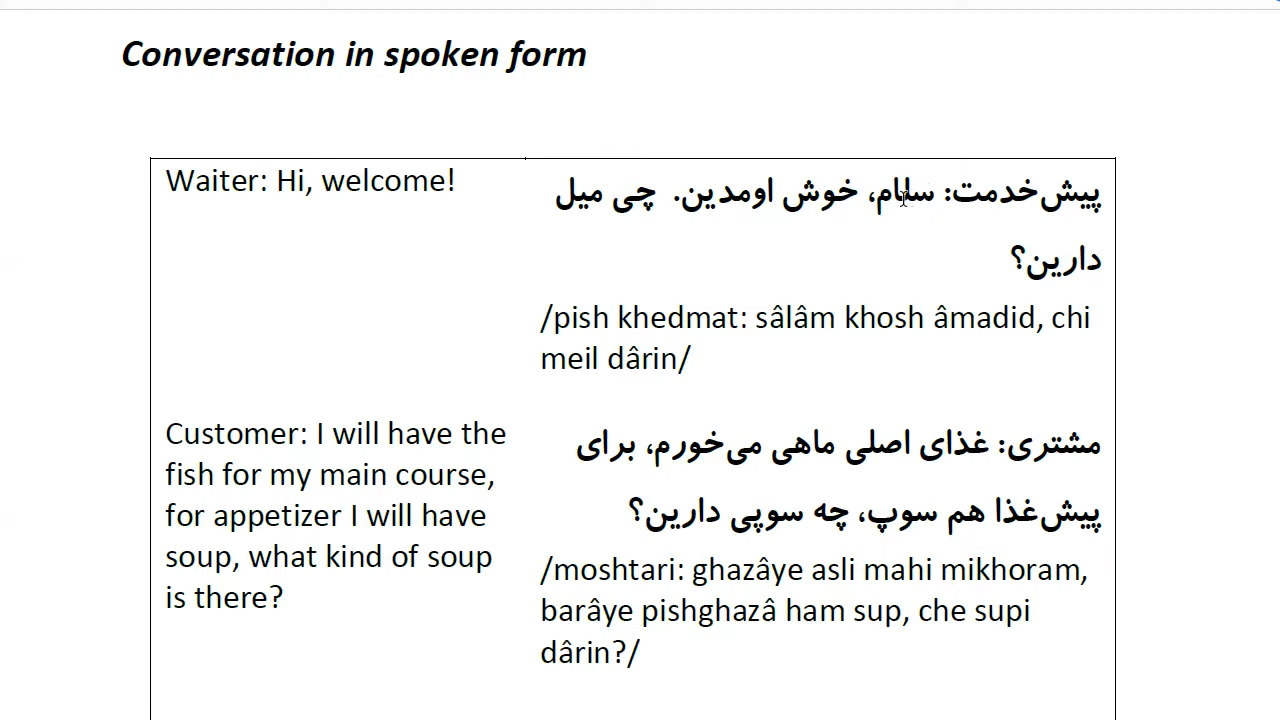 Conversation in spoken form
Waiter: Hi, welcome!
پیش‌خدمت: سلام، خوش اومدین. چی میل
دارین؟
/pish khedmat: sâlâm khosh âmadid, chi
meil dârin/
Customer: I will have the
fish for my main course,
for appetizer I will have
soup, what kind of soup
is there?
مشتری: غذای اصلی ماهی می‌خورم، برای
پیش‌غذا هم سوپ، چه سوپی دارین؟
/moshtari: ghazâye asli mahi mikhoram,
barâye pishghazâ ham sup, che supi
dârin?/